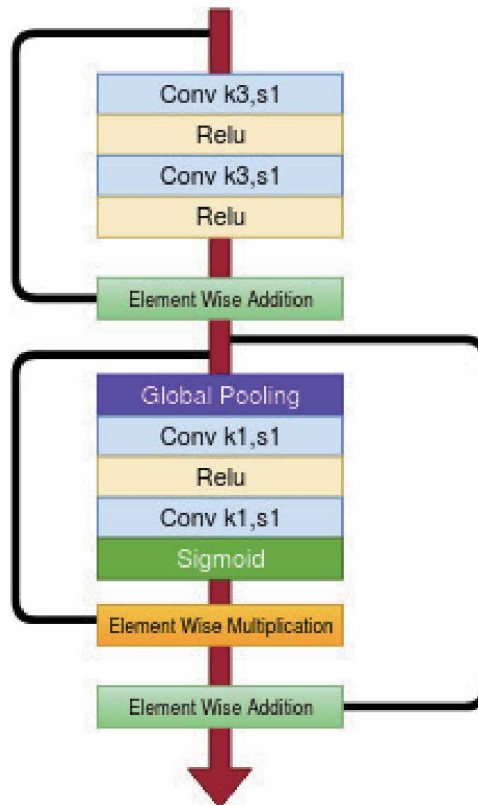 Conv k3,s1
Relu
Conv k3,s1
Relu
Element Wise Addition
Global Pooling
Conv k1,s1
Relu
Conv k1,s1
Sigmoid
Element Wise Multiplication
Element Wise Addition